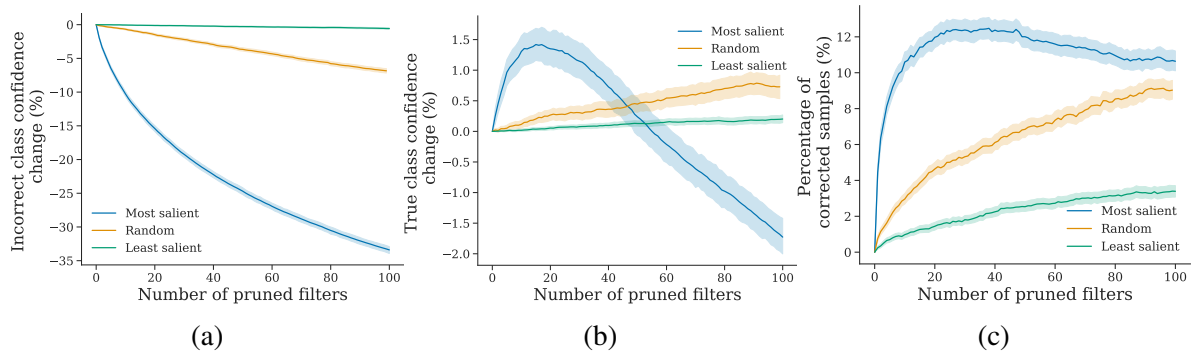 Incorrect class confidence
change (%)
0
−5
−10
−15
−20
−25
−30
−35
Most salient
Random
Least salient
0
20
40
60
80
100
Number of pruned filters
(a)
True class confidence
change (%)
1.5
1.0
0.5
0.0
−0.5
−1.0
−1.5
−2.0
Most salient
Random
Least salient
0
20
40
60
80
100
Number of pruned filters
(b)
Percentage of
corrected samples (%)
12
10
8
6
4
2
0
Most salient
Random
Least salient
0
20
40
60
80
100
Number of pruned filters
(c)